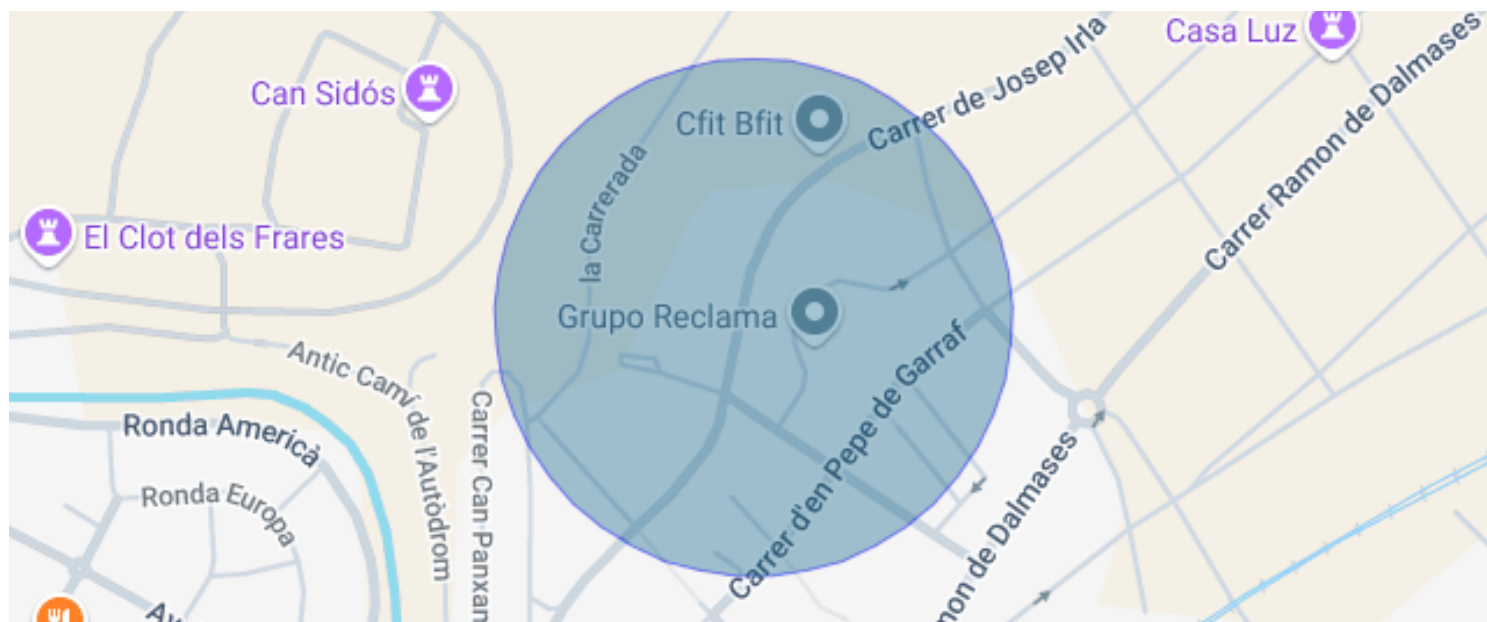 Casa Luz
Can Sidós
Cfit Bfit
Carrer de Josep Irla
Carrer Ramon de Dalmases
la Carrerada
El Clot dels Frares
Grupo Reclama
Antic Camí de l'Autòdrom
Carrer d'en Pepe de Garraf
Ronda Americà
Carrer Can Panxan
Ronda Europa
mon de Dalmases
Av